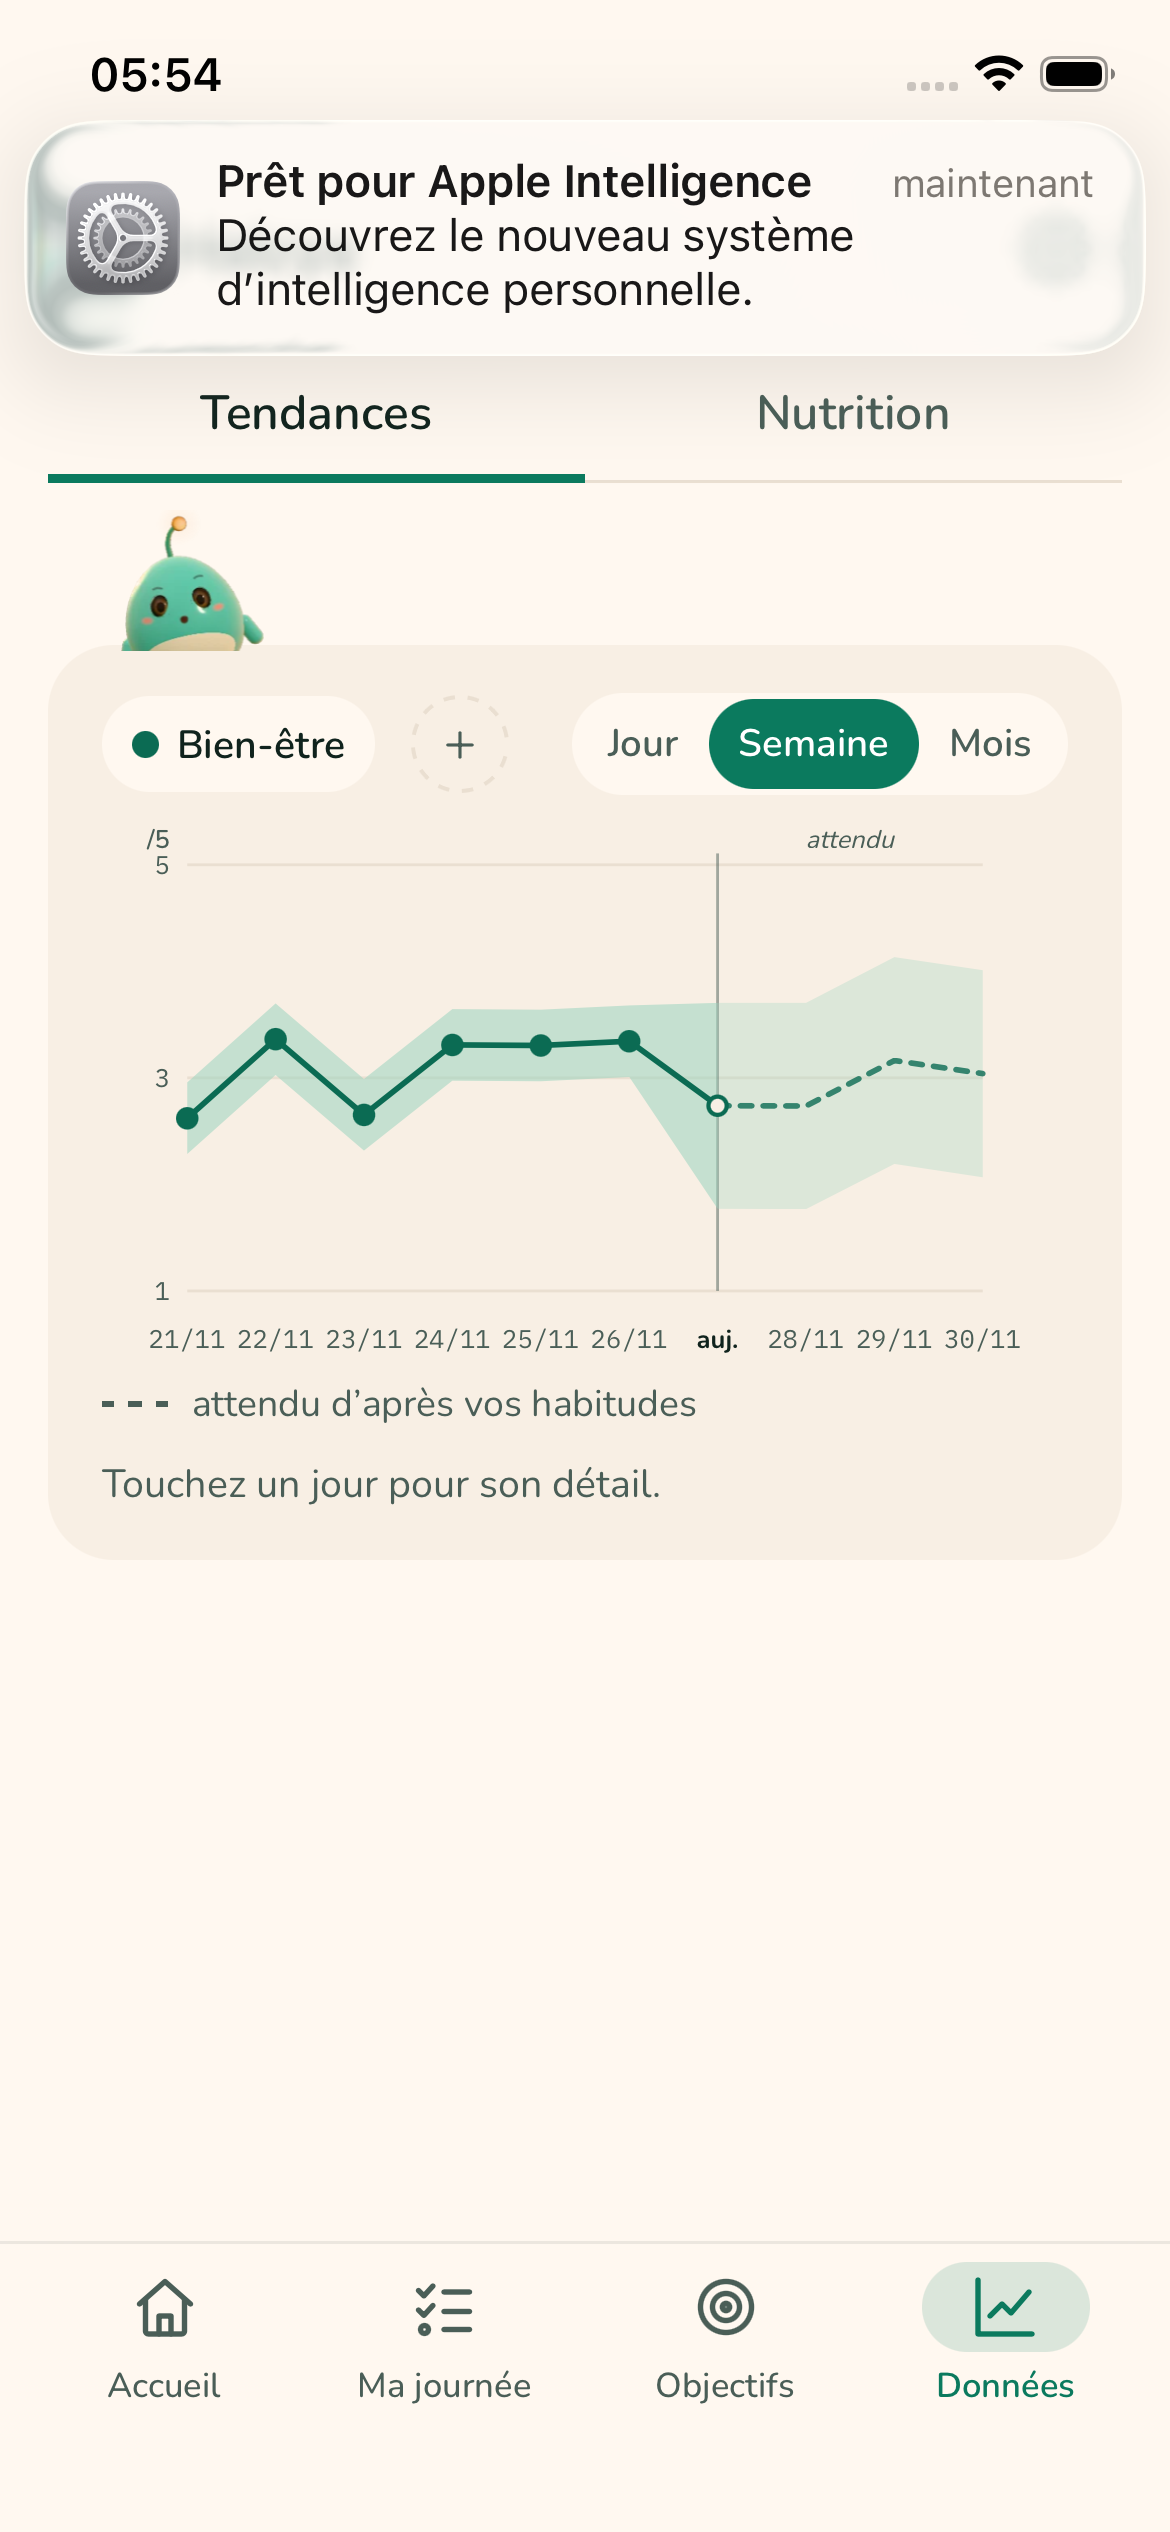 05:54
Prêt pour Apple Intelligence
maintenant
Découvrez le nouveau système
d’intelligence personnelle.
Tendances
Nutrition
Bien-être
+
Jour
Semaine
Mois
/5
attendu
5
3
1
21/11 22/11 23/11 24/11 25/11 26/11 auj. 28/11 29/11 30/11
attendu d’après vos habitudes
Touchez un jour pour son détail.
Accueil
Ma journée
Objectifs
Données